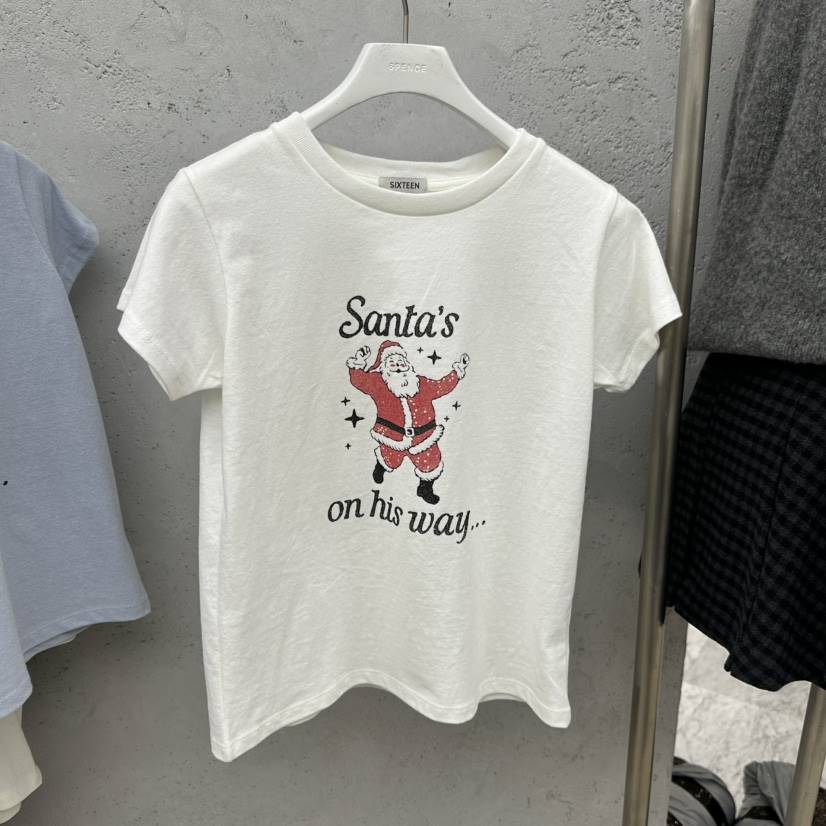 SPENCE
SIXTEEN
Santa's
on his way...